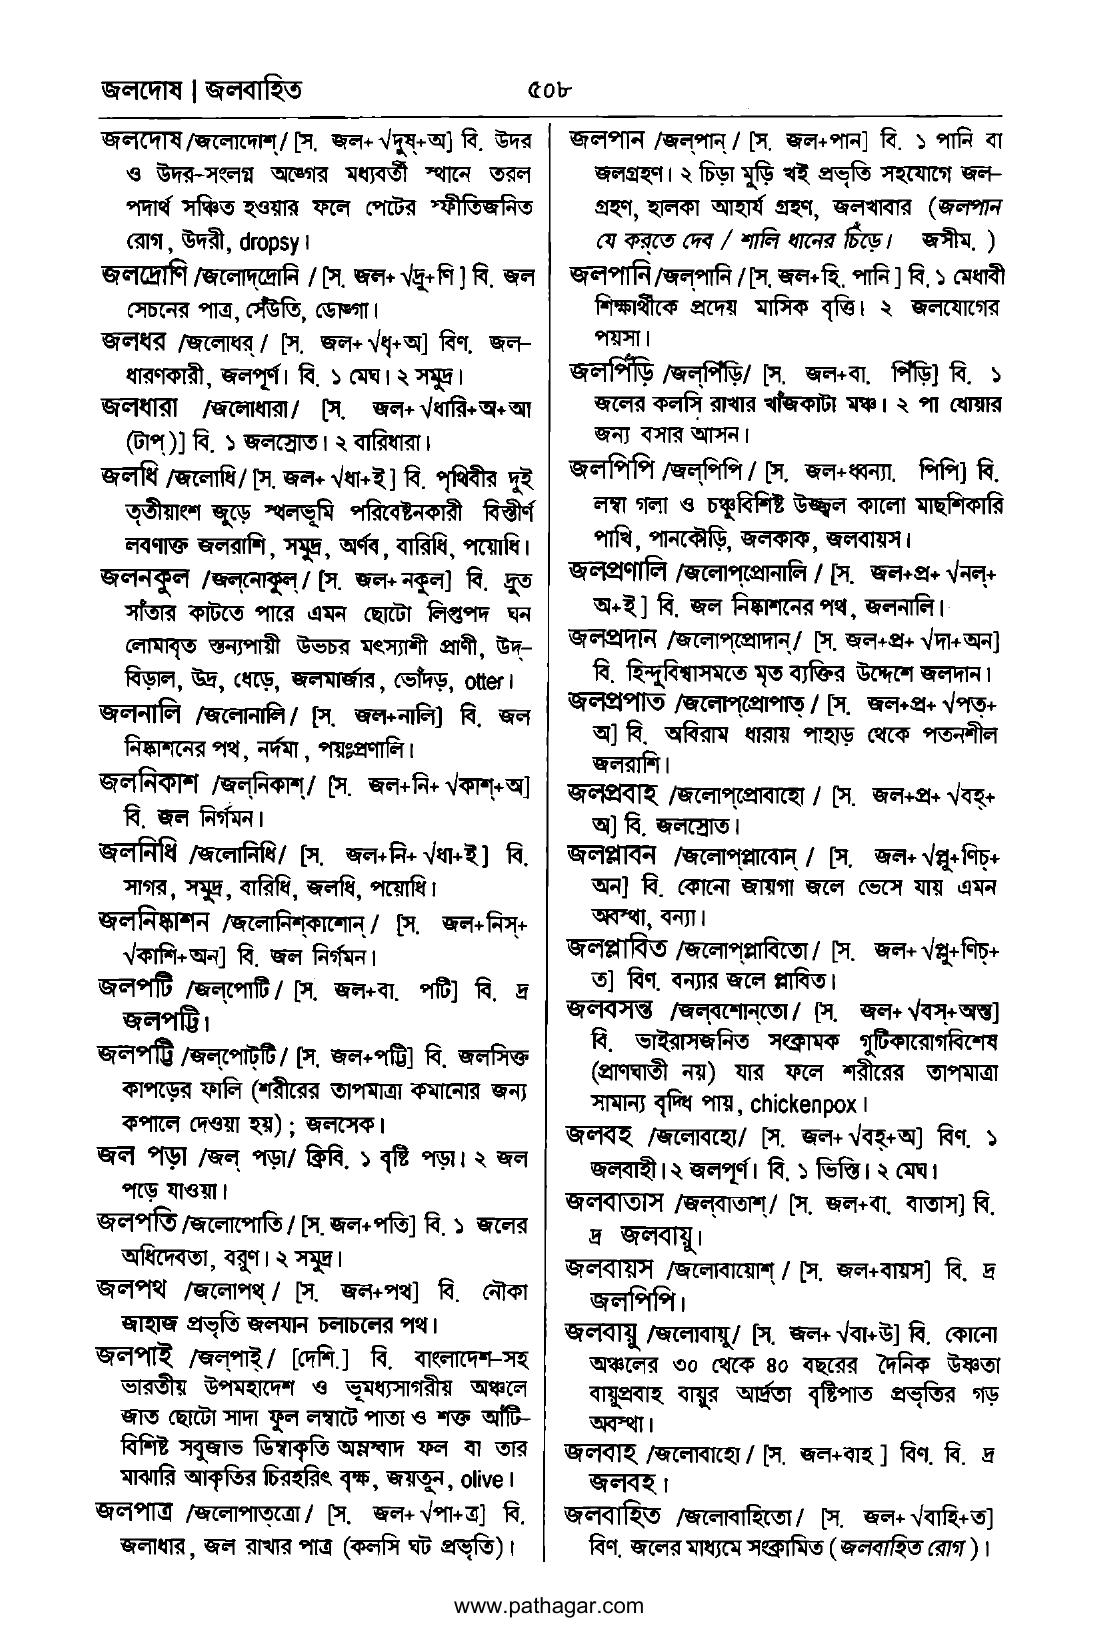 জলদোষ | জলবাহিত
৫০৮
জলদোষ /জলোদোশ্/ [স. জল+ √দুষ্+অ] বি. উদর
ও উদর-সংলগ্ন অঙ্গের মধ্যবর্তী স্থানে তরল
পদার্থ সঞ্চিত হওয়ার ফলে পেটের স্ফীতিজনিত
রোগ, উদরী, dropsy।
জলদ্রোণি /জলোদ্‌দ্রোনি / [স. জল+ √দ্রু+ণি ] বি. জল
সেচনের পাত্র, সেঁউতি, ডোঙ্গা।
জলধর /জলোধর্ / [স. জল+ √ধৃ+অ] বিণ. জল–
ধারণকারী, জলপূর্ণ। বি. ১ মেঘ। ২ সমুদ্র।
জলধারা /জলোধারা/ [স. জল+ √ধারি+অ+আ
(টাপ্)] বি. ১ জলস্রোত। ২ বারিধারা।
জলধি /জলোধি/ [স. জল+ √ধা+ই] বি. পৃথিবীর দুই
তৃতীয়াংশ জুড়ে স্থলভূমি পরিবেষ্টনকারী বিস্তীর্ণ
লবণাক্ত জলরাশি, সমুদ্র, অর্ণব, বারিধি, পয়োধি।
জলনকুল /জল্‌নোকুল্/ [স. জল+ নকুল] বি. দ্রুত
সাঁতার কাটতে পারে এমন ছোটো লিপ্তপদ ঘন
লোমাবৃত স্তন্যপায়ী উভচর মৎস্যাশী প্রাণী, উদ্–
বিড়াল, উদ্র, ধেড়ে, জলমার্জার, ভোঁদড়, otter।
জলনালি /জলোনালি/ [স. জল+নালি] বি. জল
নিষ্কাশনের পথ, নর্দমা, পয়ঃপ্রণালি।
জলনিকাশ /জল্‌নিকাশ্/ [স. জল+নি+ √কাশ্+অ]
বি. জল নির্গমন।
জলনিধি /জলোনিধি/ [স. জল+নি+ √ধা+ই] বি.
সাগর, সমুদ্র, বারিধি, জলধি, পয়োধি।
জলনিষ্কাশন /জলোনিশ্‌কাশোন্/ [স. জল+নিস্+
√কাশি+অন] বি. জল নির্গমন।
জলপটি /জল্‌পোটি/ [স. জল+বা. পটি] বি. দ্র
জলপট্টি।
জলপট্টি /জল্‌পোট্‌টি/ [স. জল+পট্টি] বি. জলসিক্ত
কাপড়ের ফালি (শরীরের তাপমাত্রা কমানোর জন্য
কপালে দেওয়া হয়) ; জলসেক।
জল পড়া /জল্ পড়া/ ক্রিবি. ১ বৃষ্টি পড়া। ২ জল
পড়ে যাওয়া।
জলপতি /জলোপোতি/ [স. জল+পতি] বি. ১ জলের
অধিদেবতা, বরুণ। ২ সমুদ্র।
জলপথ /জলোপথ্/ [স. জল+পথ] বি. নৌকা
জাহাজ প্রভৃতি জলযান চলাচলের পথ।
জলপাই /জল্‌পাই্/ [দেশি.] বি. বাংলাদেশ-সহ
ভারতীয় উপমহাদেশ ও ভূমধ্যসাগরীয় অঞ্চলে
জাত ছোটো সাদা ফুল লম্বাটে পাতা ও শক্ত আঁটি–
বিশিষ্ট সবুজাভ ডিম্বাকৃতি অম্লস্বাদ ফল বা তার
মাঝারি আকৃতির চিরহরিৎ বৃক্ষ, জয়তুন, olive।
জলপাত্র /জলোপাত্‌ত্রো/ [স. জল+ √পা+ত্র] বি.
জলাধার, জল রাখার পাত্র (কলসি ঘট প্রভৃতি)।
জলপান /জল্‌পান্ / [স. জল+পান] বি. ১ পানি বা
জলগ্রহণ। ২ চিড়া মুড়ি খই প্রভৃতি সহযোগে জল–
গ্রহণ, হালকা আহার্য গ্রহণ, জলখাবার (জলপান
যে করতে দেব / শালি ধানের চিঁড়ে। জসীম. )
জলপানি /জল্‌পানি / [স. জল+হি. পানি ] বি. ১ মেধাবী
শিক্ষার্থীকে প্রদেয় মাসিক বৃত্তি। ২ জলযোগের
পয়সা।
জলপিঁড়ি /জল্‌পিঁড়ি/ [স. জল+বা. পিঁড়ি] বি. ১
জলের কলসি রাখার খাঁজকাটা মঞ্চ। ২ পা ধোয়ার
জন্য বসার আসন।
জলপিপি /জল্‌পিপি / [স. জল+ধ্বন্যা. পিপি] বি.
লম্বা গলা ও চঞ্চুবিশিষ্ট উজ্জ্বল কালো মাছশিকারি
পাখি, পানকৌড়ি, জলকাক, জলবায়স।
জলপ্রণালি /জলোপ্‌প্রোনালি / [স. জল+প্র+ √নল্+
অ+ই ] বি. জল নিষ্কাশনের পথ, জলনালি।
জলপ্রদান /জলোপ্‌প্রোদান্/ [স. জল+প্র+ √দা+অন]
বি. হিন্দুবিশ্বাসমতে মৃত ব্যক্তির উদ্দেশে জলদান।
জলপ্রপাত /জলোপ্‌প্রোপাত্ / [স. জল+প্র+ √পত্+
অ] বি. অবিরাম ধারায় পাহাড় থেকে পতনশীল
জলরাশি।
জলপ্রবাহ /জলোপ্‌প্রোবাহো / [স. জল+প্র+ √বহ্+
অ] বি. জলস্রোত।
জলপ্লাবন /জলোপ্‌প্লাবোন্ / [স. জল+ √প্লু+ণিচ্+
অন] বি. কোনো জায়গা জলে ভেসে যায় এমন
অবস্থা, বন্যা।
জলপ্লাবিত /জলোপ্‌প্লাবিতো/ [স. জল+ √প্লু+ণিচ্+
ত] বিণ. বন্যার জলে প্লাবিত।
জলবসন্ত /জল্‌বশোন্‌তো/ [স. জল+ √বস্+অন্ত]
বি. ভাইরাসজনিত সংক্রামক গুটিকারোগবিশেষ
(প্রাণঘাতী নয়) যার ফলে শরীরের তাপমাত্রা
সামান্য বৃদ্ধি পায়, chickenpox।
জলবহ /জলোবহো/ [স. জল+ √বহ্+অ] বিণ. ১
জলবাহী। ২ জলপূর্ণ। বি. ১ ভিস্তি। ২ মেঘ।
জলবাতাস /জল্‌বাতাশ্/ [স. জল+বা. বাতাস] বি.
দ্র জলবায়ু।
জলবায়স /জলোবায়োশ্ / [স. জল+বায়স] বি. দ্র
জলপিপি।
জলবায়ু /জলোবায়ু/ [স. জল+ √বা+উ] বি. কোনো
অঞ্চলের ৩০ থেকে ৪০ বছরের দৈনিক উষ্ণতা
বায়ুপ্রবাহ বায়ুর আর্দ্রতা বৃষ্টিপাত প্রভৃতির গড়
অবস্থা।
জলবাহ /জলোবাহো / [স. জল+বাহ ] বিণ. বি. দ্র
জলবহ।
জলবাহিত /জলোবাহিতো/ [স. জল+ √বাহি+ত]
বিণ. জলের মাধ্যমে সংক্রামিত (জলবাহিত রোগ)।
www.pathagar.com